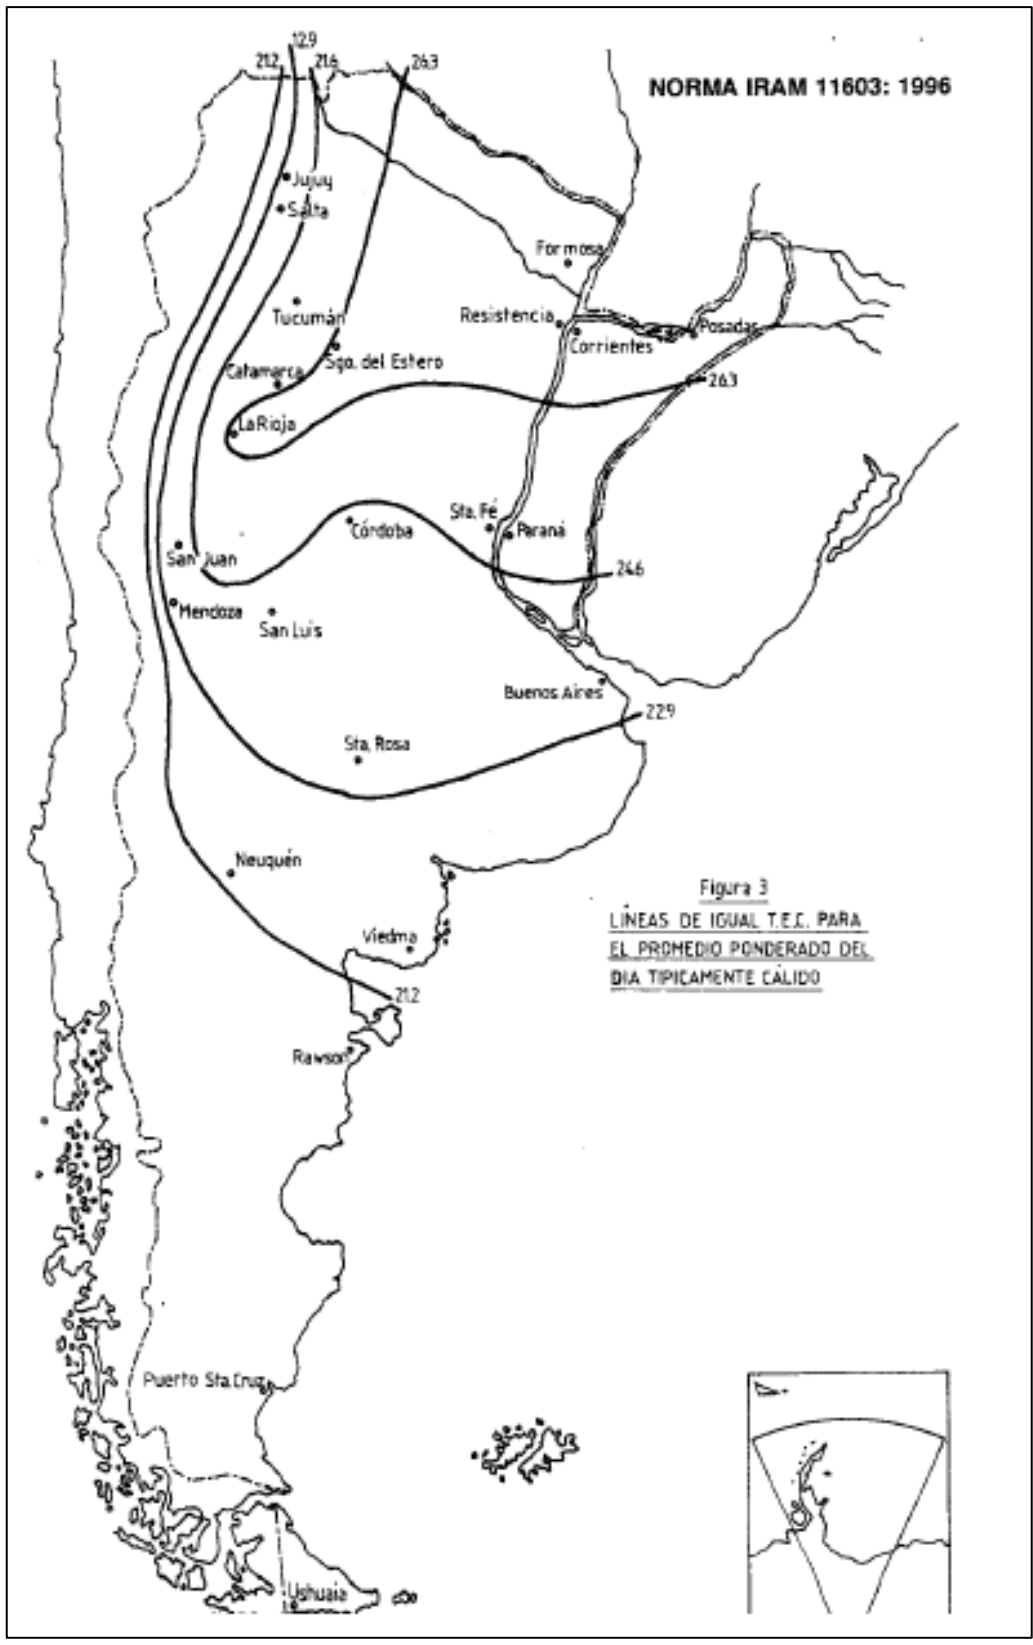 12.9
21.2
21.6
26.3
NORMA IRAM 11603: 1996
Jujuy
Salta
Formosa
Tucumán
Resistencia
Posadas
Corrientes
Sgo. del Estero
Catamarca
26.3
La Rioja
Sta. Fé
Córdoba
Paraná
San Juan
24.6
Mendoza
San Luis
Buenos Aires
22.9
Sta. Rosa
Neuquén
Figura 3
LÍNEAS DE IGUAL T.E.C. PARA
EL PROMEDIO PONDERADO DEL
DIA TIPICAMENTE CÁLIDO
Viedma
21.2
Rawson
Puerto Sta. Cruz
Ushuaia